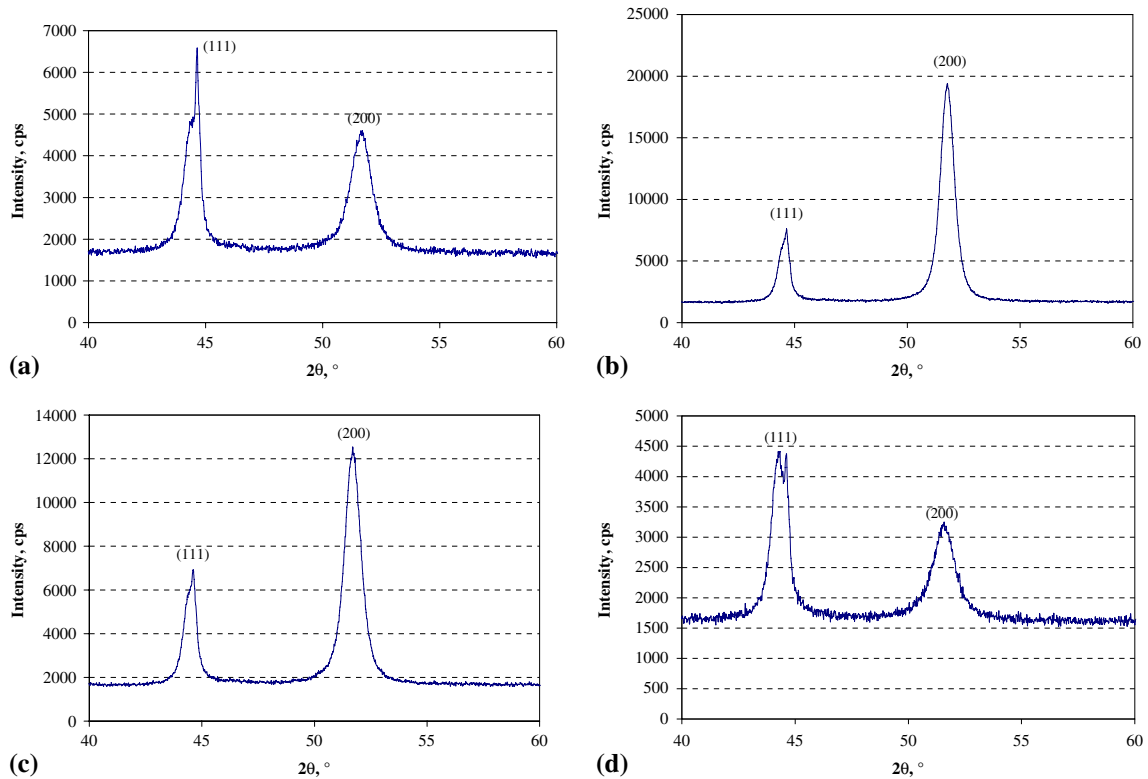 7000
6000
5000
4000
3000
2000
1000
0
Intensity, cps
(111)
(200)
40 45 50 55 60
2θ, °
(a)
25000
20000
15000
10000
5000
0
Intensity, cps
(111)
(200)
40 45 50 55 60
2θ, °
(b)
14000
12000
10000
8000
6000
4000
2000
0
Intensity, cps
(111)
(200)
40 45 50 55 60
2θ, °
(c)
5000
4500
4000
3500
3000
2500
2000
1500
1000
500
0
Intensity, cps
(111)
(200)
40 45 50 55 60
2θ, °
(d)